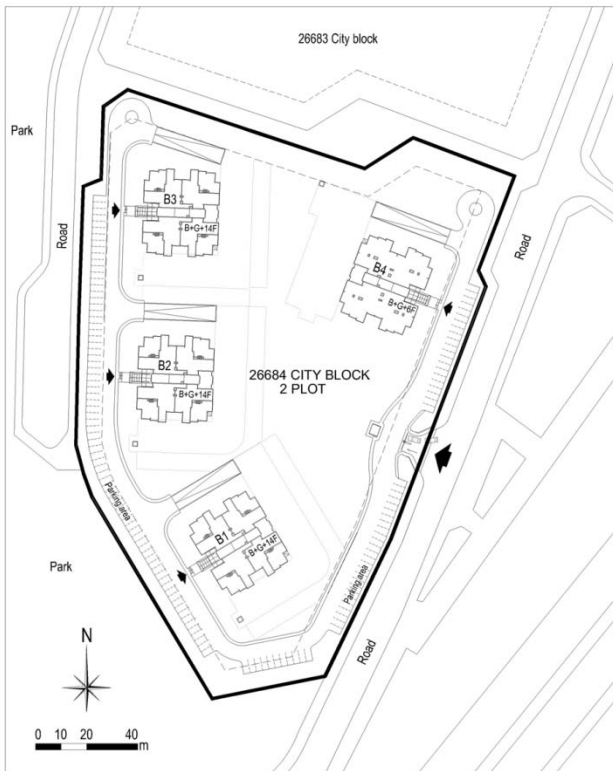 26683 City block
Park
Road
B3
B+G+14F
Road
B4
B+G+6F
B2
B+G+14F
26684 CITY BLOCK
2 PLOT
Parking area
B1
B+G+14F
Parking area
Park
Road
N
0 10 20 40
m